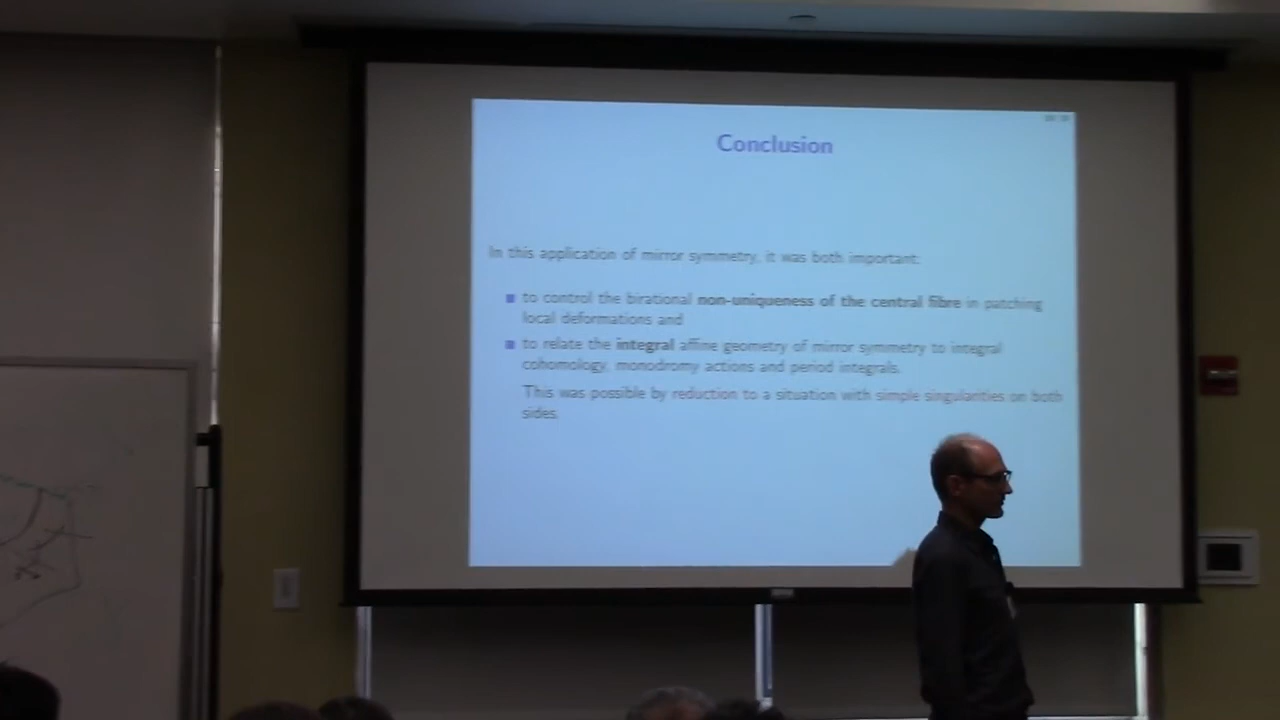 Conclusion
In this application of mirror symmetry, it was both important:
to control the birational non-uniqueness of the central fibre in patching
local deformations and
to relate the integral affine geometry of mirror symmetry to integral
cohomology, monodromy actions and period integrals.
This was possible by reduction to a situation with simple singularities on both
sides.